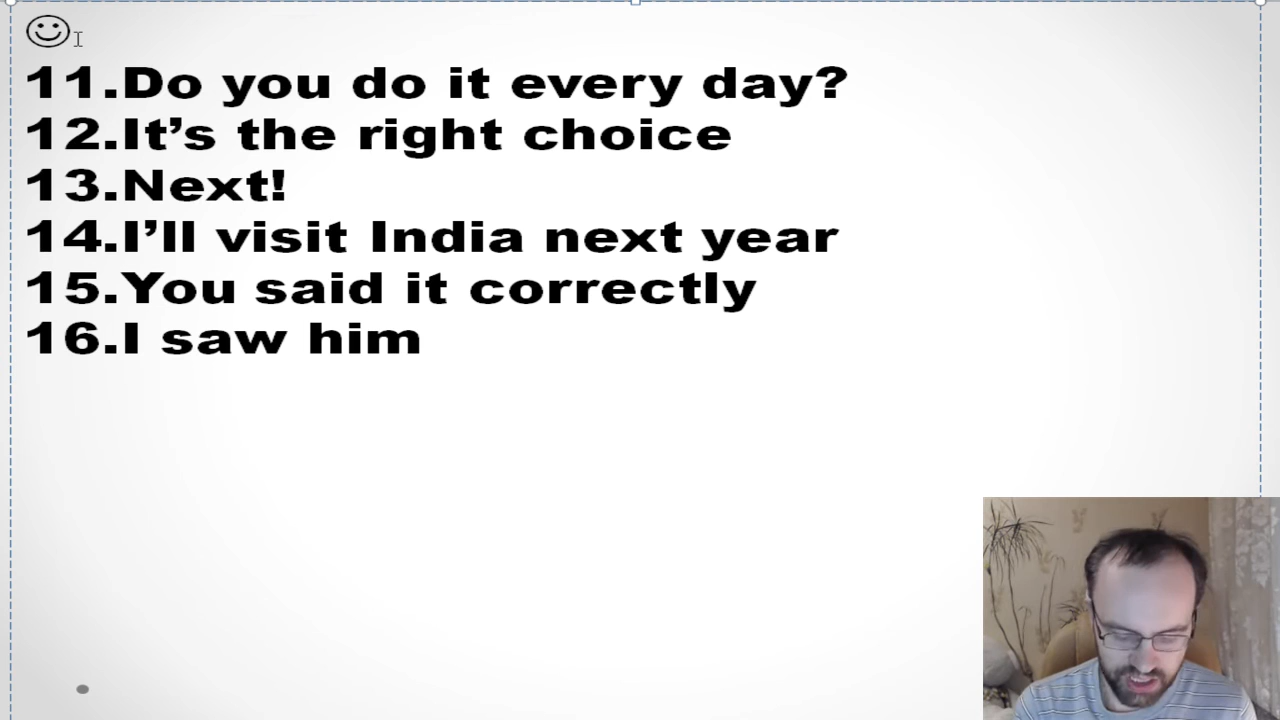 11.Do you do it every day?
12.It’s the right choice
13.Next!
14.I’ll visit India next year
15.You said it correctly
16.I saw him